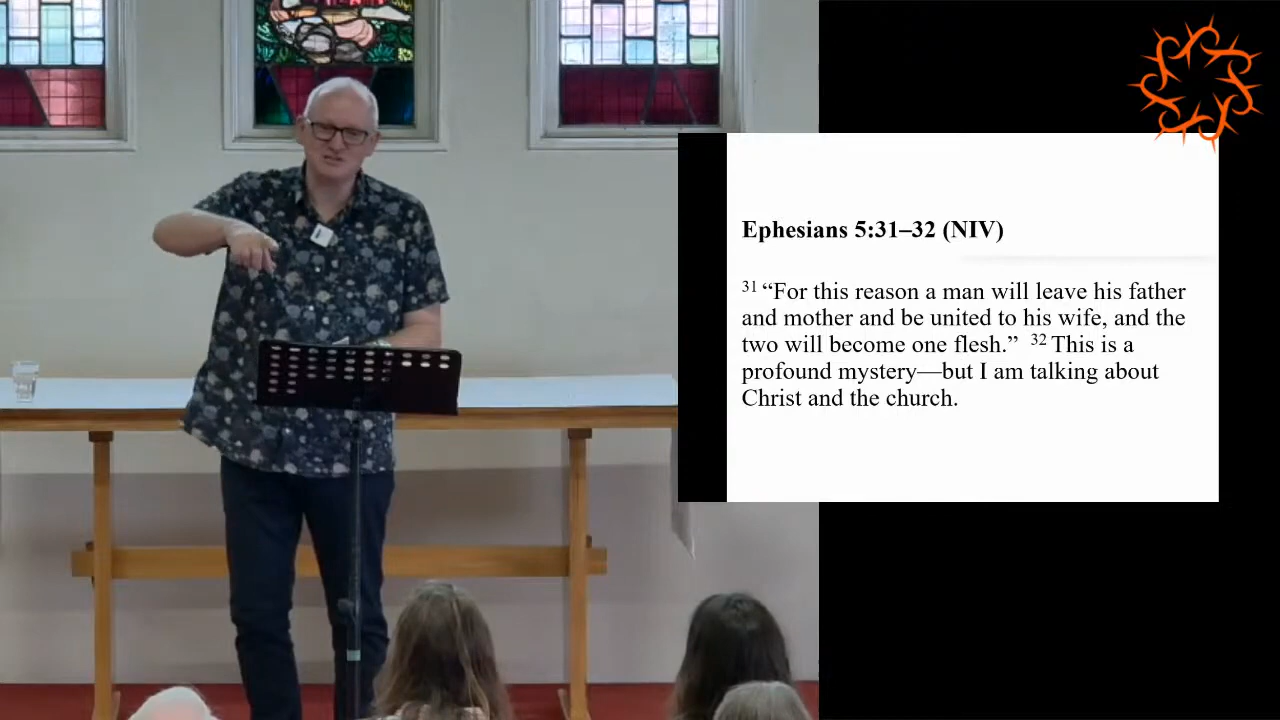 Ephesians 5:31–32 (NIV)
31 “For this reason a man will leave his father
and mother and be united to his wife, and the
two will become one flesh.” 32 This is a
profound mystery—but I am talking about
Christ and the church.